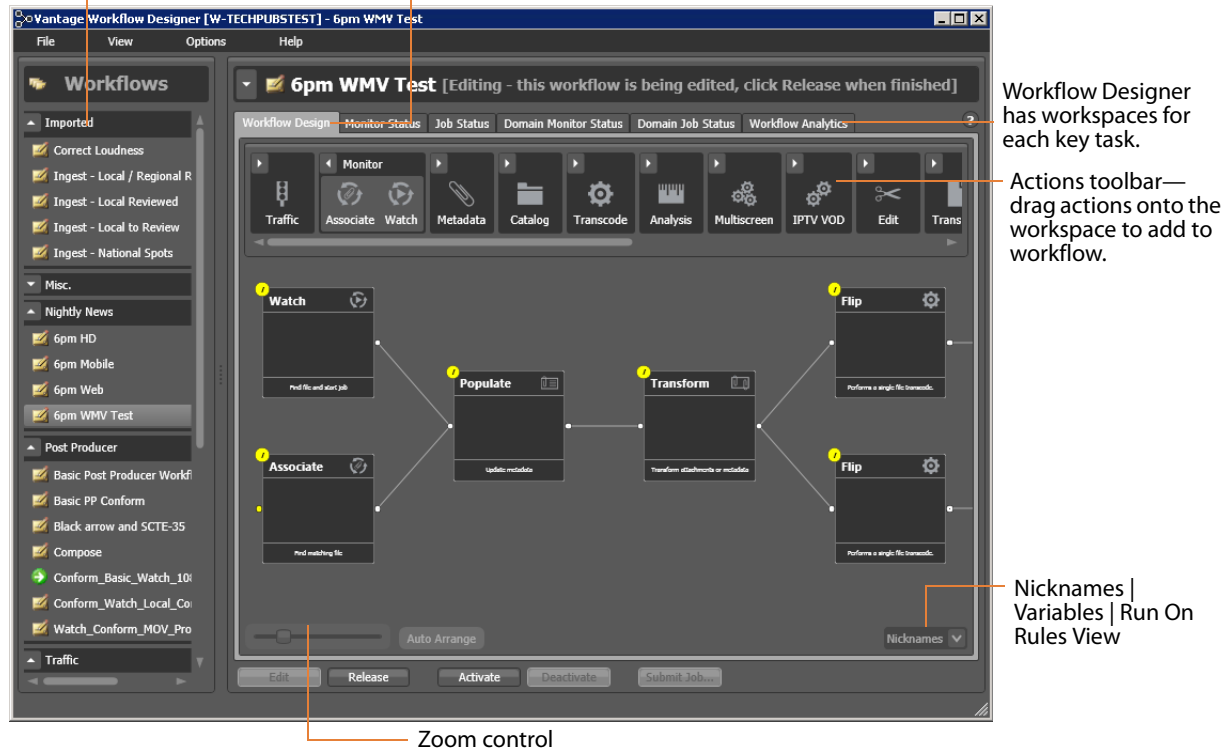 Vantage Workflow Designer [W-TECHPUBSTEST] - 6pm WMV Test
File View Options Help
Workflows
Imported
Correct Loudness
Ingest - Local / Regional R
Ingest - Local Reviewed
Ingest - Local to Review
Ingest - National Spots
Misc.
Nightly News
6pm HD
6pm Mobile
6pm Web
6pm WMV Test
Post Producer
Basic Post Producer Workfl
Basic PP Conform
Black arrow and SCTE-35
Compose
Conform_Basic_Watch_108
Conform_Watch_Local_Co
Watch_Conform_MOV_Pro
Traffic
6pm WMV Test [Editing - this workflow is being edited, click Release when finished]
Workflow Design Monitor Status Job Status Domain Monitor Status Domain Job Status Workflow Analytics ?
Monitor
Traffic Associate Watch Metadata Catalog Transcode Analysis Multiscreen IPTV VOD Edit Trans
Watch
Find file and start job
Associate
Find matching file
Populate
Update metadata
Transform
Transform attachments or metadata
Flip
Performs a single file transcode.
Flip
Performs a single file transcode.
Auto Arrange
Nicknames
Edit Release Activate Deactivate Submit Job...
Workflow Designer
has workspaces for
each key task.
Actions toolbar—
drag actions onto the
workspace to add to
workflow.
Nicknames |
Variables | Run On
Rules View
Zoom control